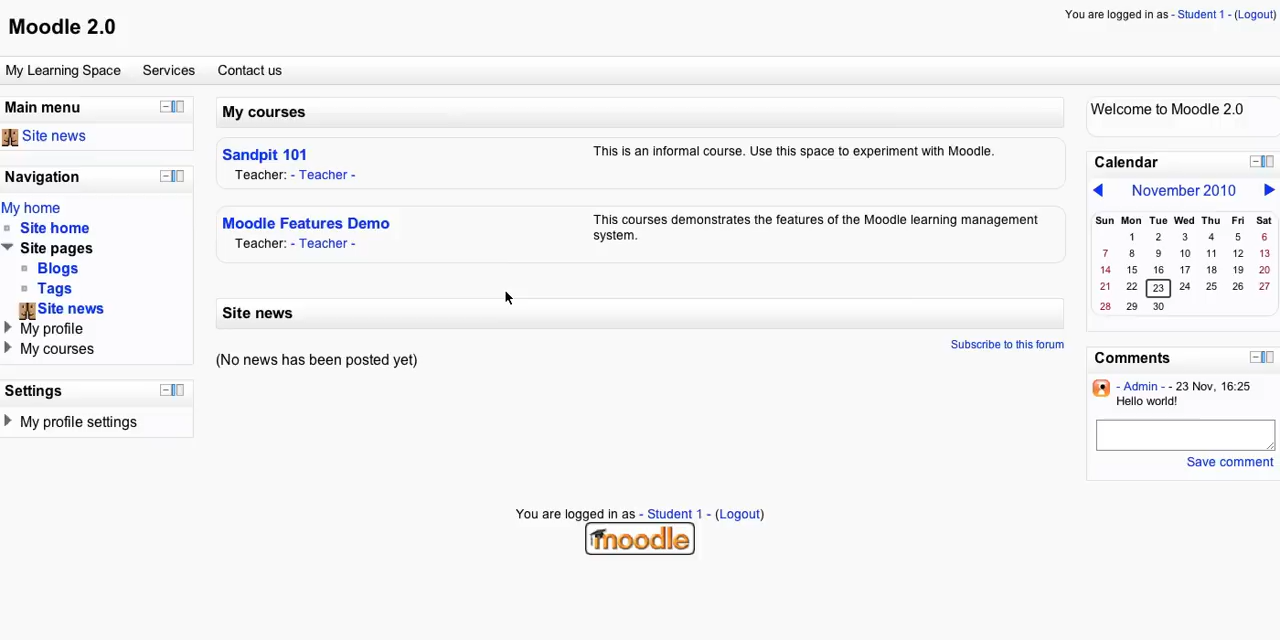 Moodle 2.0
You are logged in as - Student 1 - (Logout)
My Learning Space Services Contact us
Main menu
Site news
Navigation
My home
Site home
Site pages
Blogs
Tags
Site news
My profile
My courses
Settings
My profile settings
My courses
Sandpit 101
Teacher: - Teacher -
This is an informal course. Use this space to experiment with Moodle.
Moodle Features Demo
Teacher: - Teacher -
This courses demonstrates the features of the Moodle learning management
system.
Site news
Subscribe to this forum
(No news has been posted yet)
Welcome to Moodle 2.0
Calendar
November 2010
Sun Mon Tue Wed Thu Fri Sat
1 2 3 4 5 6
7 8 9 10 11 12 13
14 15 16 17 18 19 20
21 22 23 24 25 26 27
28 29 30
Comments
- Admin - - 23 Nov, 16:25
Hello world!
Save comment
You are logged in as - Student 1 - (Logout)
moodle